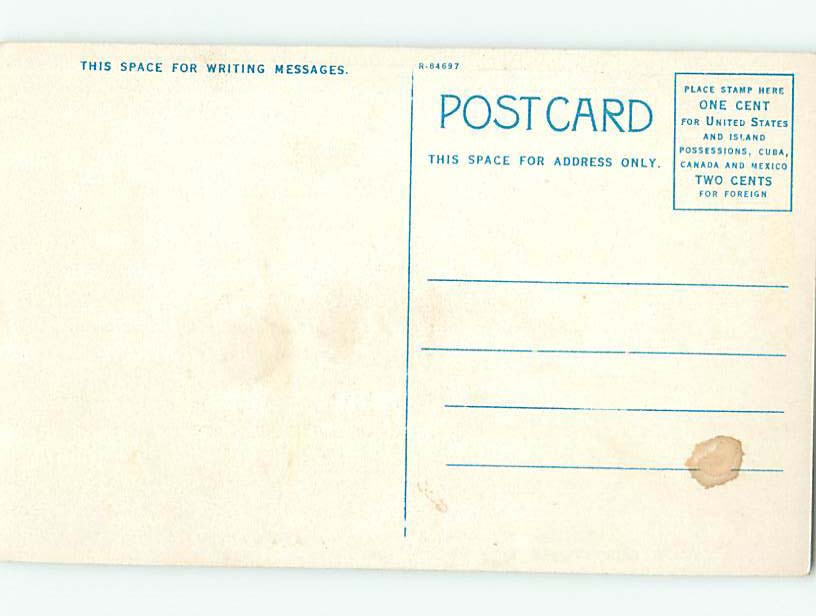 THIS SPACE FOR WRITING MESSAGES.
R-64697
POST CARD
THIS SPACE FOR ADDRESS ONLY.
PLACE STAMP HERE
ONE CENT
FOR UNITED STATES
AND ISLAND
POSSESSIONS, CUBA,
CANADA AND MEXICO
TWO CENTS
FOR FOREIGN